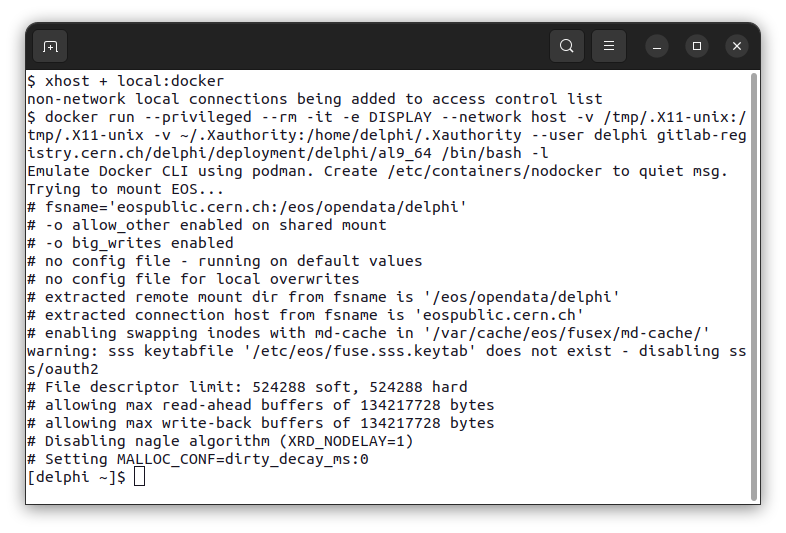 $ xhost + local:docker
non-network local connections being added to access control list
$ docker run --privileged --rm -it -e DISPLAY --network host -v /tmp/.X11-unix:/
tmp/.X11-unix -v ~/.Xauthority:/home/delphi/.Xauthority --user delphi gitlab-reg
istry.cern.ch/delphi/deployment/delphi/al9_64 /bin/bash -l
Emulate Docker CLI using podman. Create /etc/containers/nodocker to quiet msg.
Trying to mount EOS...
# fsname='eospublic.cern.ch:/eos/opendata/delphi'
# -o allow_other enabled on shared mount
# -o big_writes enabled
# no config file - running on default values
# no config file for local overwrites
# extracted remote mount dir from fsname is '/eos/opendata/delphi'
# extracted connection host from fsname is 'eospublic.cern.ch'
# enabling swapping inodes with md-cache in '/var/cache/eos/fusex/md-cache/'
warning: sss keytabfile '/etc/eos/fuse.sss.keytab' does not exist - disabling ss
s/oauth2
# File descriptor limit: 524288 soft, 524288 hard
# allowing max read-ahead buffers of 134217728 bytes
# allowing max write-back buffers of 134217728 bytes
# Disabling nagle algorithm (XRD_NODELAY=1)
# Setting MALLOC_CONF=dirty_decay_ms:0
[delphi ~]$